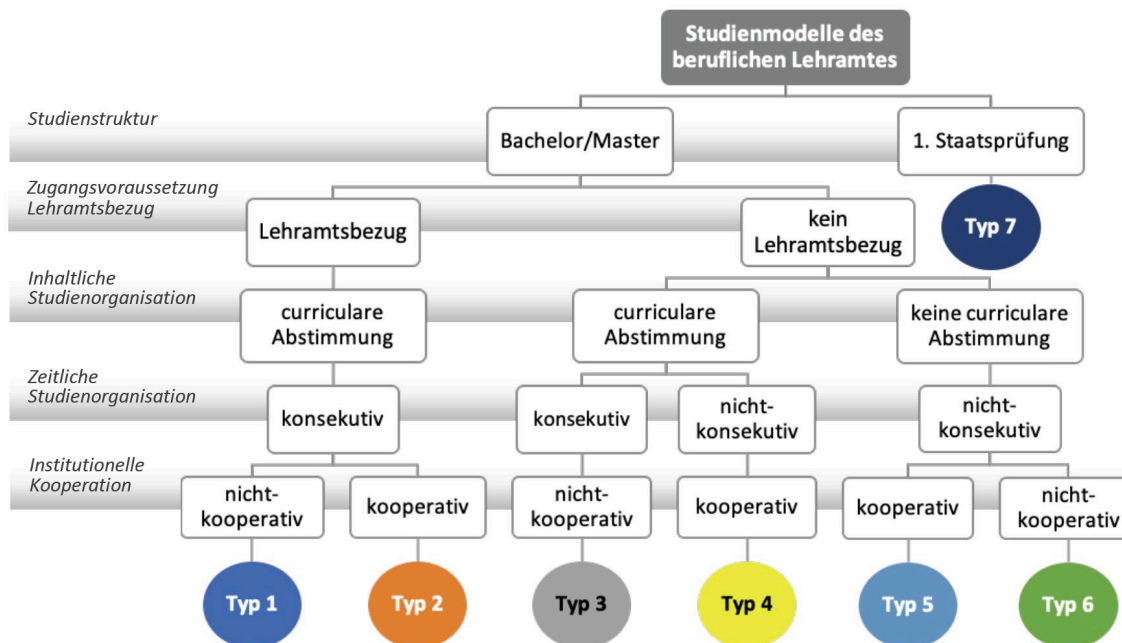 Studienmodelle des
beruflichen Lehramtes
Studienstruktur
Bachelor/Master
1. Staatsprüfung
Zugangsvoraussetzung
Lehramtsbezug
Lehramtsbezug
kein
Lehramtsbezug
Typ 7
Inhaltliche
Studienorganisation
curriculare
Abstimmung
curriculare
Abstimmung
keine curriculare
Abstimmung
Zeitliche
Studienorganisation
konsekutiv
konsekutiv
nicht-
konsekutiv
nicht-
konsekutiv
Institutionelle
Kooperation
nicht-
kooperativ
kooperativ
nicht-
kooperativ
kooperativ
kooperativ
nicht-
kooperativ
Typ 1
Typ 2
Typ 3
Typ 4
Typ 5
Typ 6